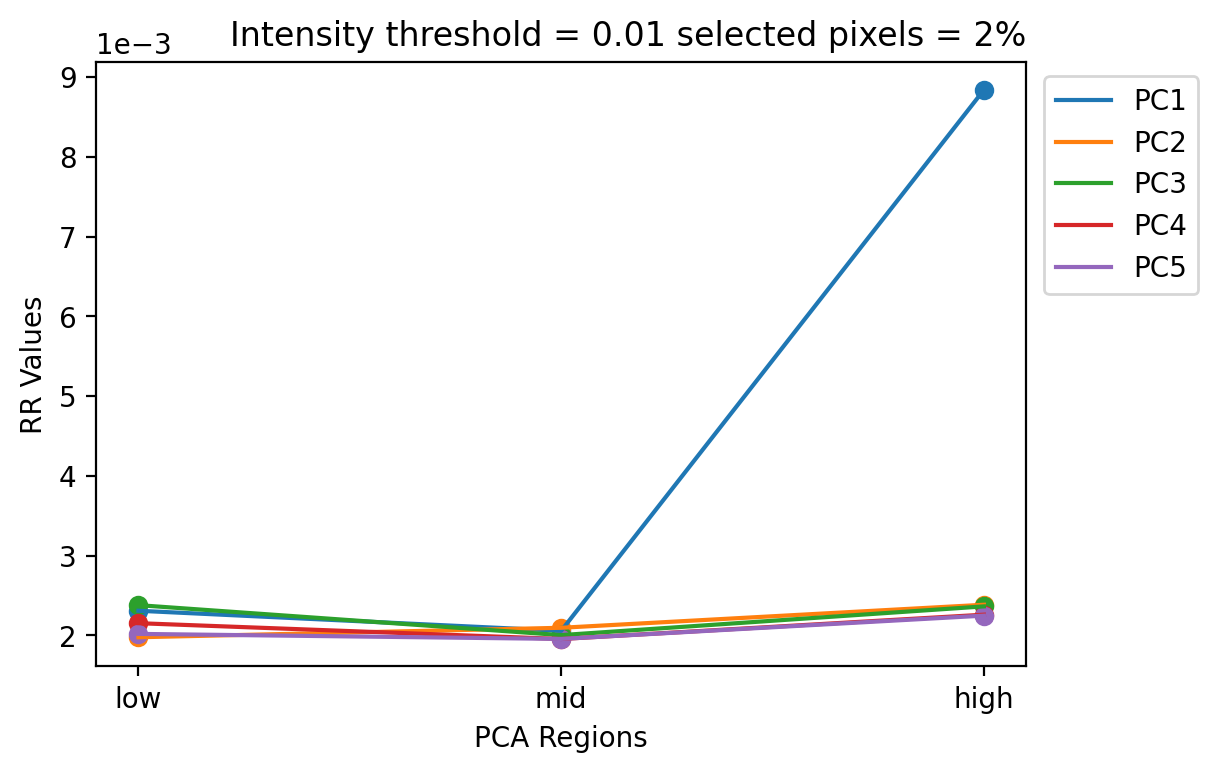 Intensity threshold = 0.01 selected pixels = 2%
1e−3
9
8
7
6
5
4
3
2
RR Values
low mid high
PCA Regions
PC1
PC2
PC3
PC4
PC5